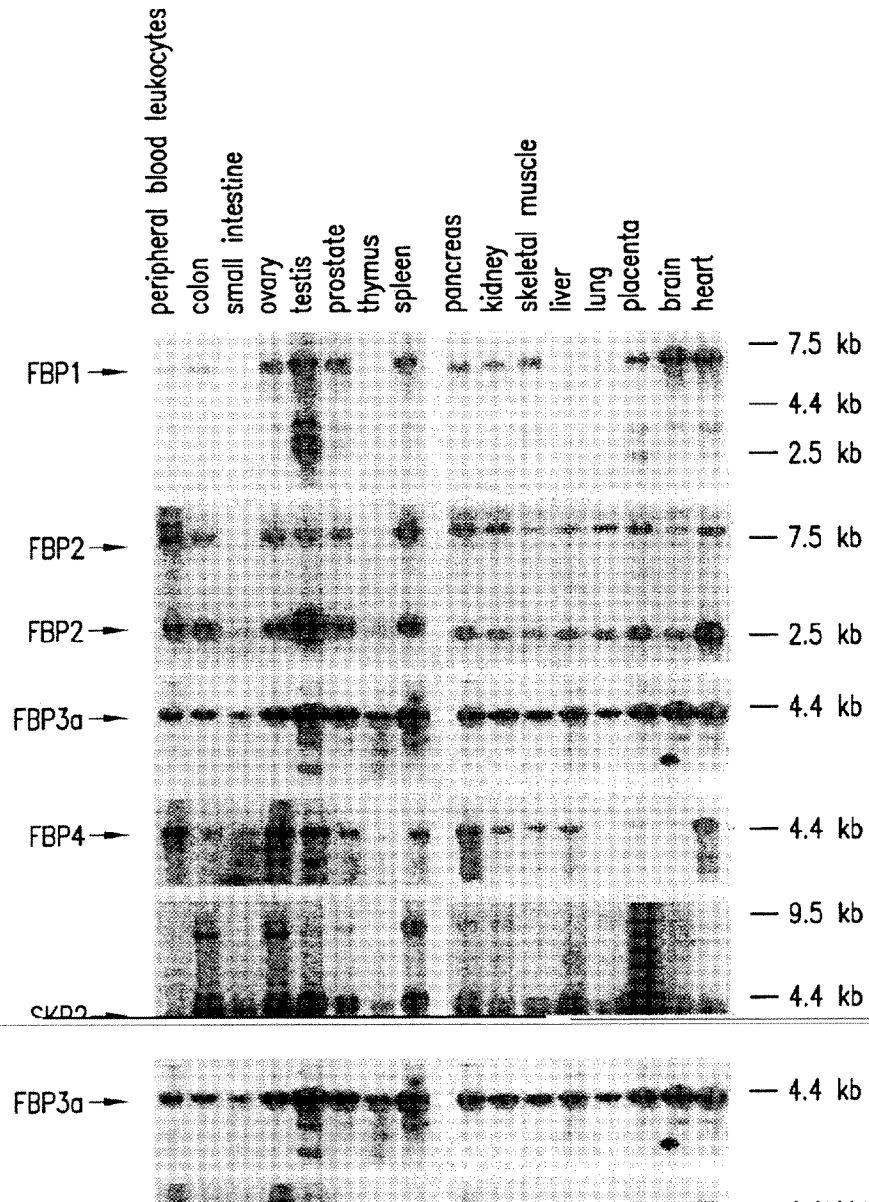 peripheral blood leukocytes
colon
small intestine
ovary
testis
prostate
thymus
spleen
pancreas
kidney
skeletal muscle
liver
lung
placenta
brain
heart
FBP1
7.5 kb
4.4 kb
2.5 kb
FBP2
7.5 kb
FBP2
2.5 kb
FBP3a
4.4 kb
FBP4
4.4 kb
9.5 kb
4.4 kb
FBP3a
4.4 kb